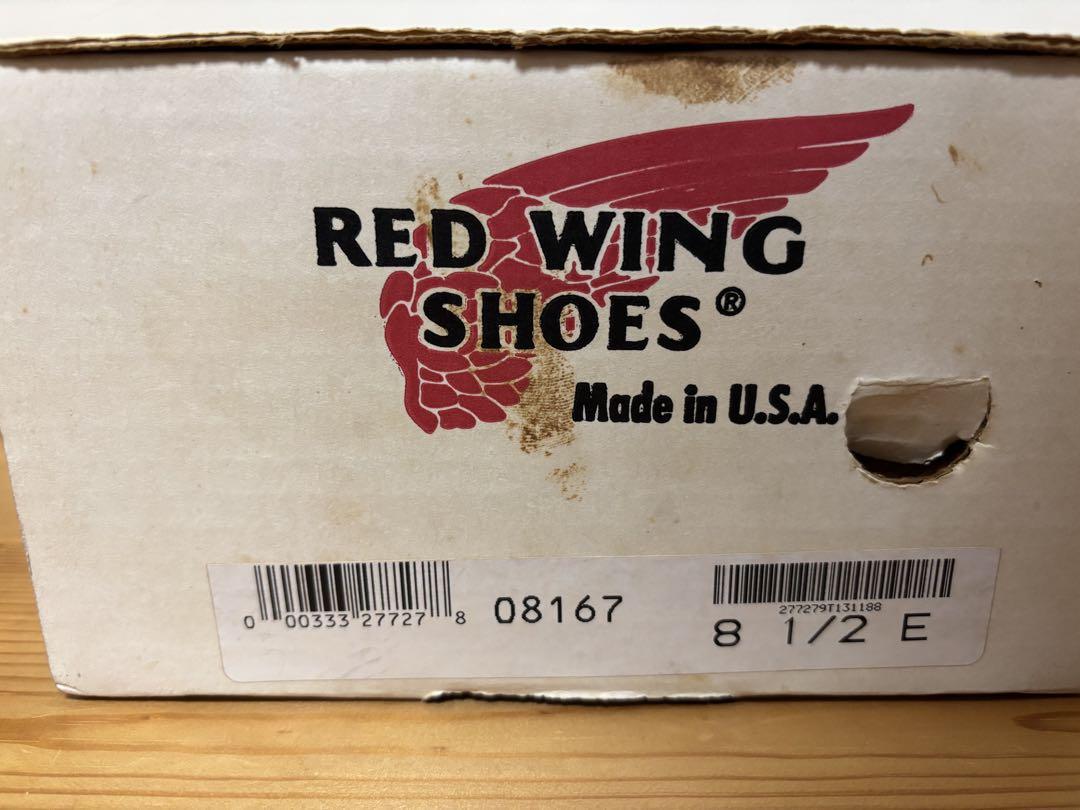 RED WING
SHOES®
Made in U.S.A.
0 00333 27727 8
08167
277279T131188
8 1/2 E